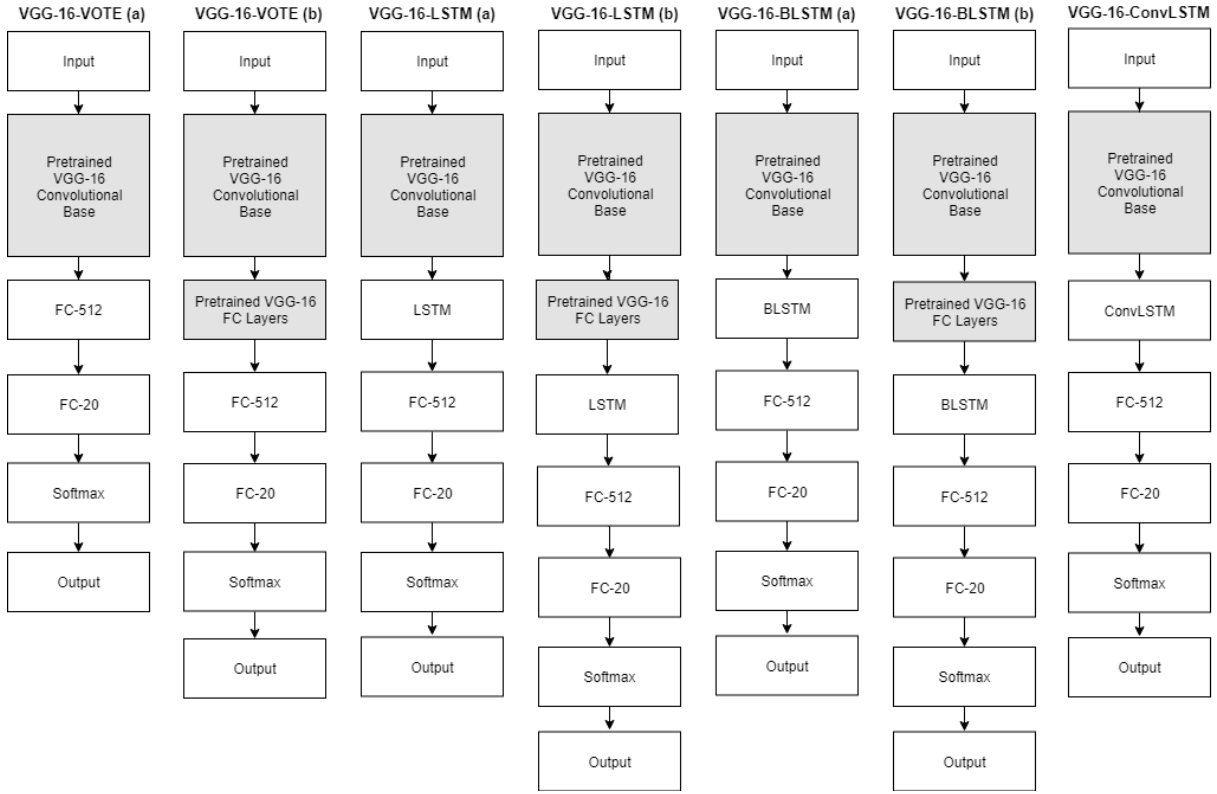 VGG-16-VOTE (a)
Input
Pretrained
VGG-16
Convolutional
Base
FC-512
FC-20
Softmax
Output
VGG-16-VOTE (b)
Input
Pretrained
VGG-16
Convolutional
Base
Pretrained VGG-16
FC Layers
FC-512
FC-20
Softmax
Output
VGG-16-LSTM (a)
Input
Pretrained
VGG-16
Convolutional
Base
LSTM
FC-512
FC-20
Softmax
Output
VGG-16-LSTM (b)
Input
Pretrained
VGG-16
Convolutional
Base
Pretrained VGG-16
FC Layers
LSTM
FC-512
FC-20
Softmax
Output
VGG-16-BLSTM (a)
Input
Pretrained
VGG-16
Convolutional
Base
BLSTM
FC-512
FC-20
Softmax
Output
VGG-16-BLSTM (b)
Input
Pretrained
VGG-16
Convolutional
Base
Pretrained VGG-16
FC Layers
BLSTM
FC-512
FC-20
Softmax
Output
VGG-16-ConvLSTM
Input
Pretrained
VGG-16
Convolutional
Base
ConvLSTM
FC-512
FC-20
Softmax
Output